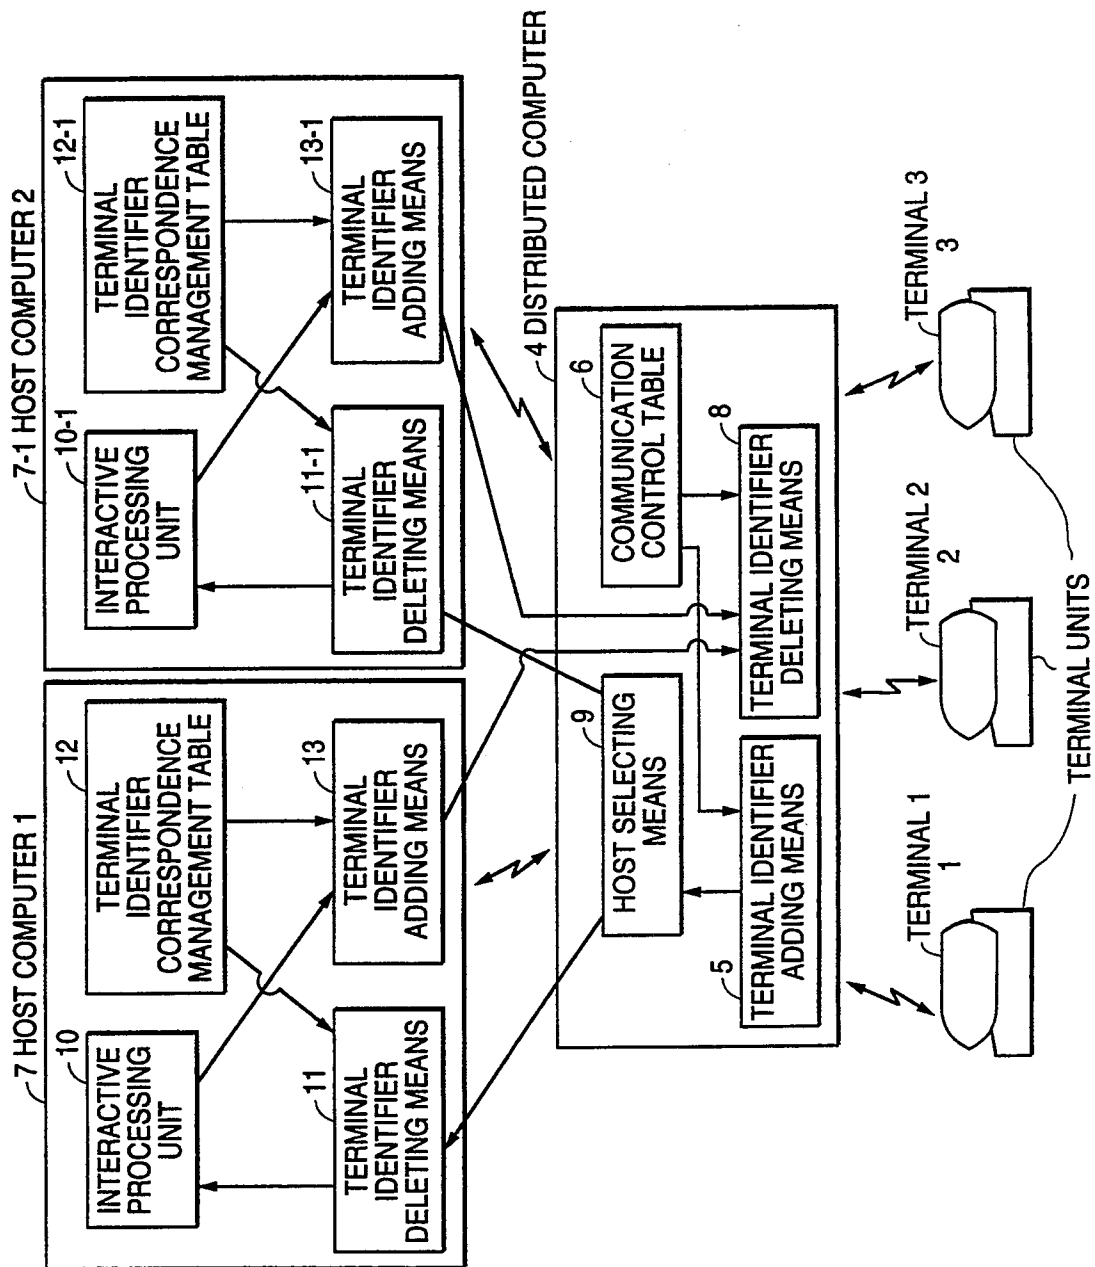 7 HOST COMPUTER 1
10
INTERACTIVE
PROCESSING
UNIT
12
TERMINAL
IDENTIFIER
CORRESPONDENCE
MANAGEMENT TABLE
11
TERMINAL
IDENTIFIER
DELETING MEANS
13
TERMINAL
IDENTIFIER
ADDING MEANS
7-1 HOST COMPUTER 2
10-1
INTERACTIVE
PROCESSING
UNIT
12-1
TERMINAL
IDENTIFIER
CORRESPONDENCE
MANAGEMENT TABLE
11-1
TERMINAL
IDENTIFIER
DELETING MEANS
13-1
TERMINAL
IDENTIFIER
ADDING MEANS
4 DISTRIBUTED COMPUTER
9
HOST SELECTING
MEANS
6
COMMUNICATION
CONTROL TABLE
5
TERMINAL IDENTIFIER
ADDING MEANS
8
TERMINAL IDENTIFIER
DELETING MEANS
TERMINAL 1
1
TERMINAL 2
2
TERMINAL 3
3
TERMINAL UNITS